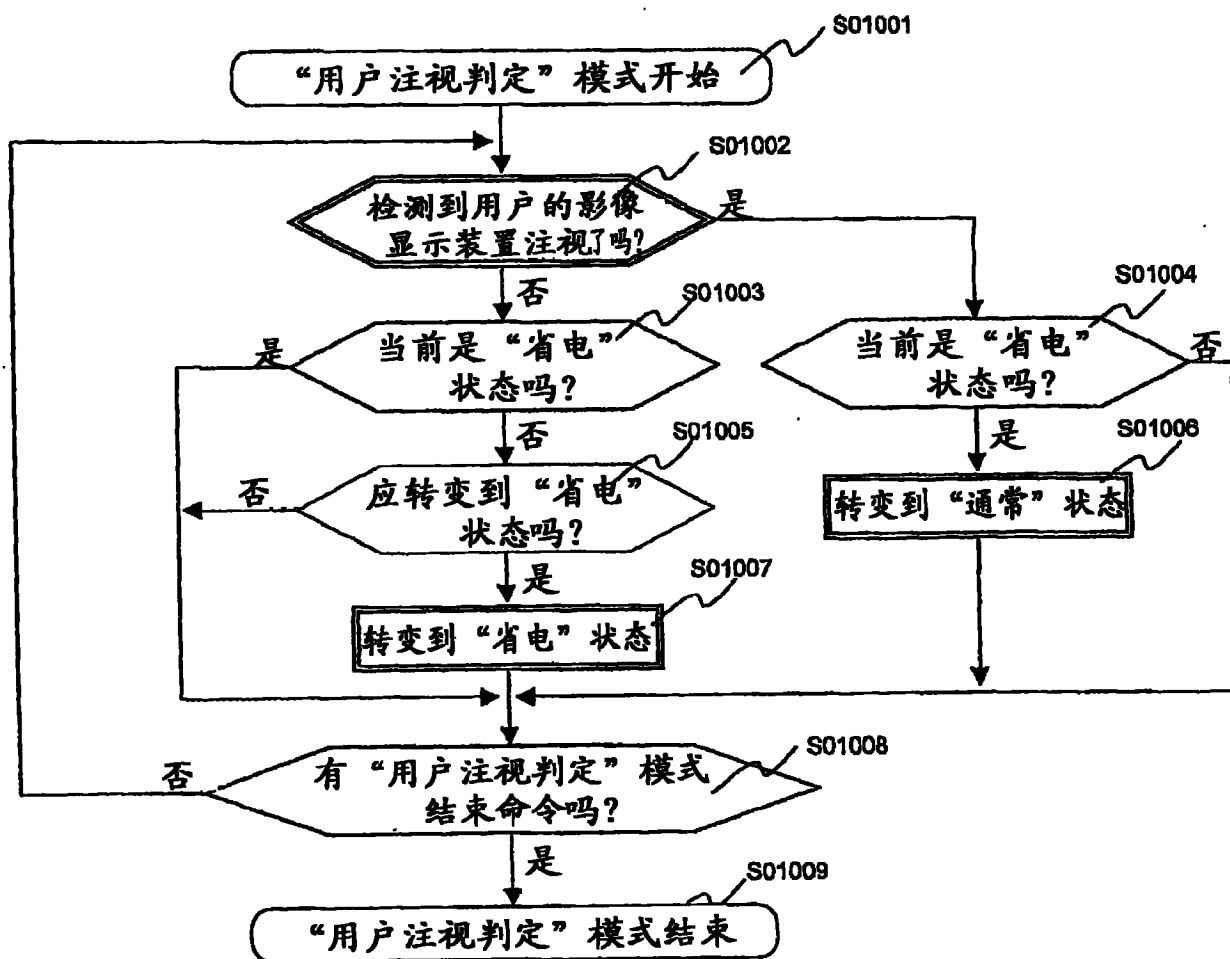 S01001
“用户注视判定”模式开始
S01002
检测到用户的影像
显示装置注视了吗?
是
否
S01003
当前是“省电”
状态吗?
是
S01004
当前是“省电”
状态吗?
否
否
是
S01005
应转变到“省电”
状态吗?
否
S01006
转变到“通常”状态
是
S01007
转变到“省电”状态
S01008
有“用户注视判定”模式
结束命令吗?
否
是
S01009
“用户注视判定”模式结束